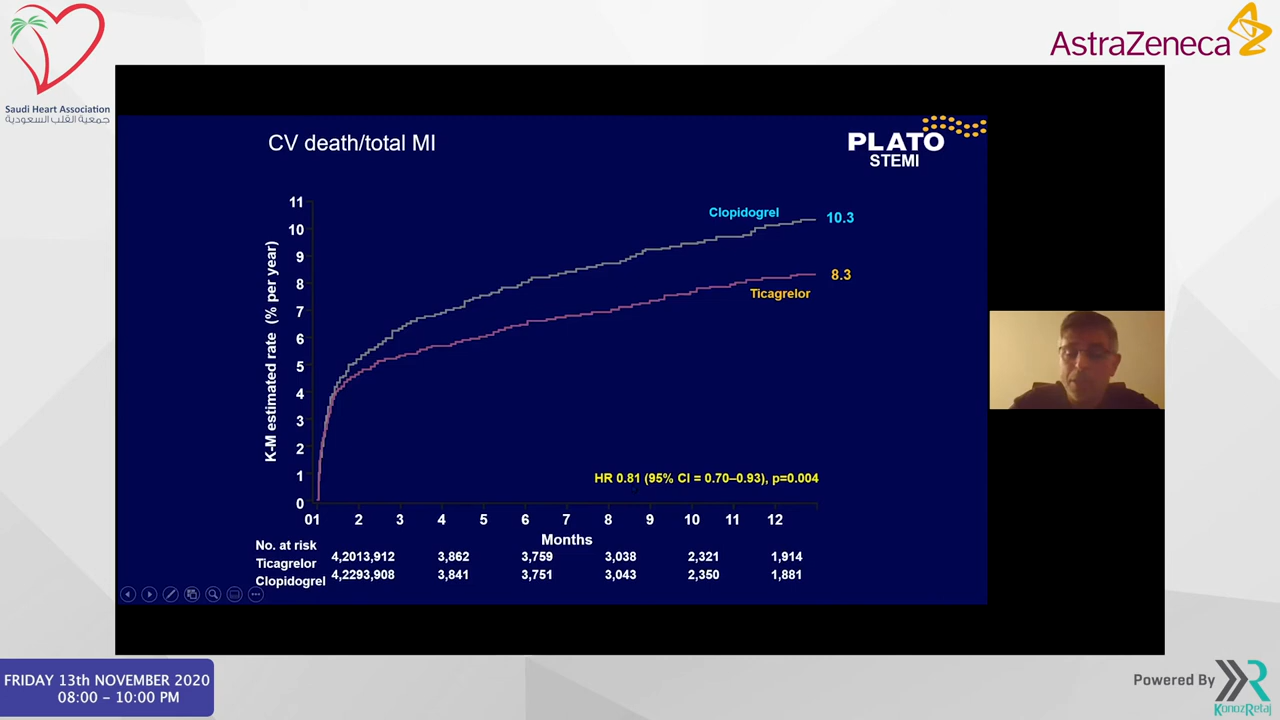 Saudi Heart Association
جمعية القلب السعودية
AstraZeneca
CV death/total MI
PLATO
STEMI
11
10
9
8
7
6
5
4
3
2
1
0
K-M estimated rate (% per year)
Clopidogrel
10.3
8.3
Ticagrelor
HR 0.81 (95% CI = 0.70–0.93), p=0.004
01 2 3 4 5 6 7 8 9 10 11 12
Months
No. at risk
Ticagrelor 4,2013,912 3,862 3,759 3,038 2,321 1,914
Clopidogrel 4,2293,908 3,841 3,751 3,043 2,350 1,881
FRIDAY 13th NOVEMBER 2020
08:00 – 10:00 PM
Powered By
KonozRetaj